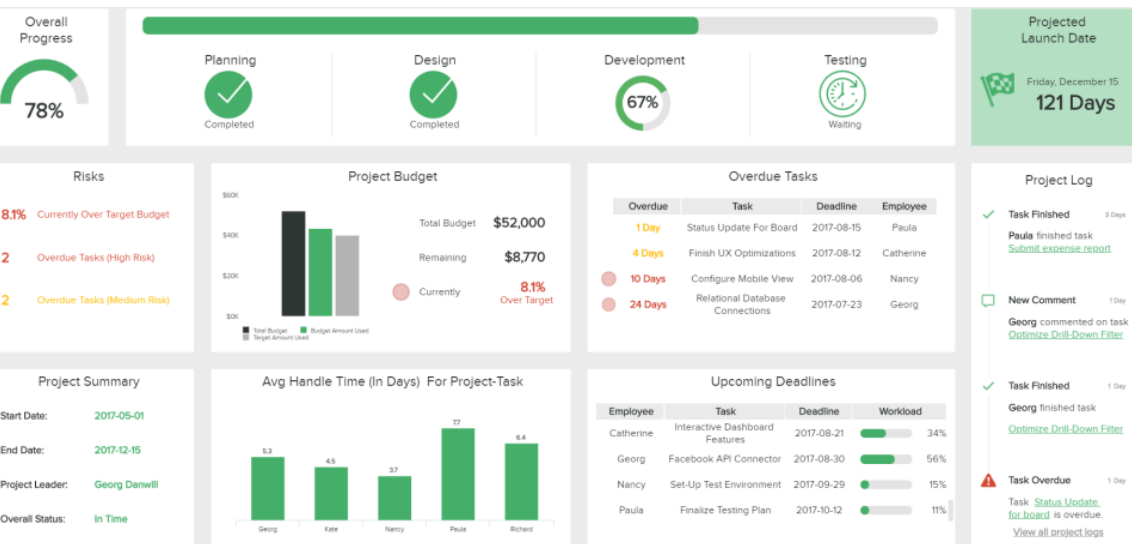 Overall
Progress
78%
Planning
Completed
Design
Completed
Development
67%
Testing
Waiting
Projected
Launch Date
Friday, December 15
121 Days
Risks
8.1% Currently Over Target Budget
2 Overdue Tasks (High Risk)
2 Overdue Tasks (Medium Risk)
Project Budget
$60K
$40K
$20K
$0K
Total Budget Budget Amount Used
Target Amount Used
Total Budget $52,000
Remaining $8,770
Currently 8.1%
Over Target
Overdue Tasks
Overdue Task Deadline Employee
1 Day Status Update For Board 2017-08-15 Paula
4 Days Finish UX Optimizations 2017-08-12 Catherine
10 Days Configure Mobile View 2017-08-06 Nancy
24 Days Relational Database Connections 2017-07-23 Georg
Project Log
Task Finished 3 Days
Paula finished task
Submit expense report
New Comment 1 Day
Georg commented on task
Optimize Drill-Down Filter
Task Finished 1 Day
Georg finished task
Optimize Drill-Down Filter
Task Overdue 1 Day
Task Status Update
for board is overdue.
View all project logs
Project Summary
Start Date: 2017-05-01
End Date: 2017-12-15
Project Leader: Georg Danwill
Overall Status: In Time
Avg Handle Time (In Days) For Project-Task
5.3
4.5
3.7
7.7
6.4
Georg Kate Nancy Paula Richard
Upcoming Deadlines
Employee Task Deadline Workload
Catherine Interactive Dashboard Features 2017-08-21 34%
Georg Facebook API Connector 2017-08-30 56%
Nancy Set-Up Test Environment 2017-09-29 15%
Paula Finalize Testing Plan 2017-10-12 11%